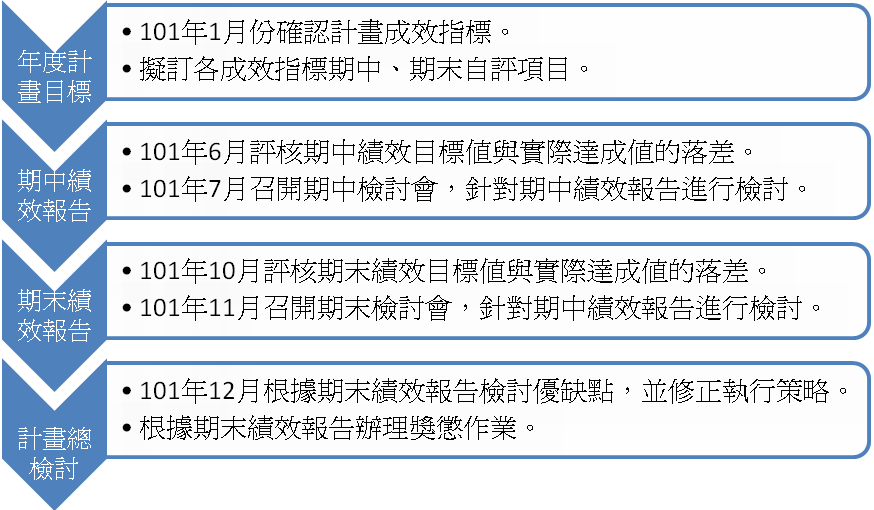 年度計
畫目標
• 101年1月份確認計畫成效指標。
• 擬訂各成效指標期中、期末自評項目。
期中績
效報告
• 101年6月評核期中績效目標值與實際達成值的落差。
• 101年7月召開期中檢討會，針對期中績效報告進行檢討。
期末績
效報告
• 101年10月評核期末績效目標值與實際達成值的落差。
• 101年11月召開期末檢討會，針對期中績效報告進行檢討。
計畫總
檢討
• 101年12月根據期末績效報告檢討優缺點，並修正執行策略。
• 根據期末績效報告辦理獎懲作業。